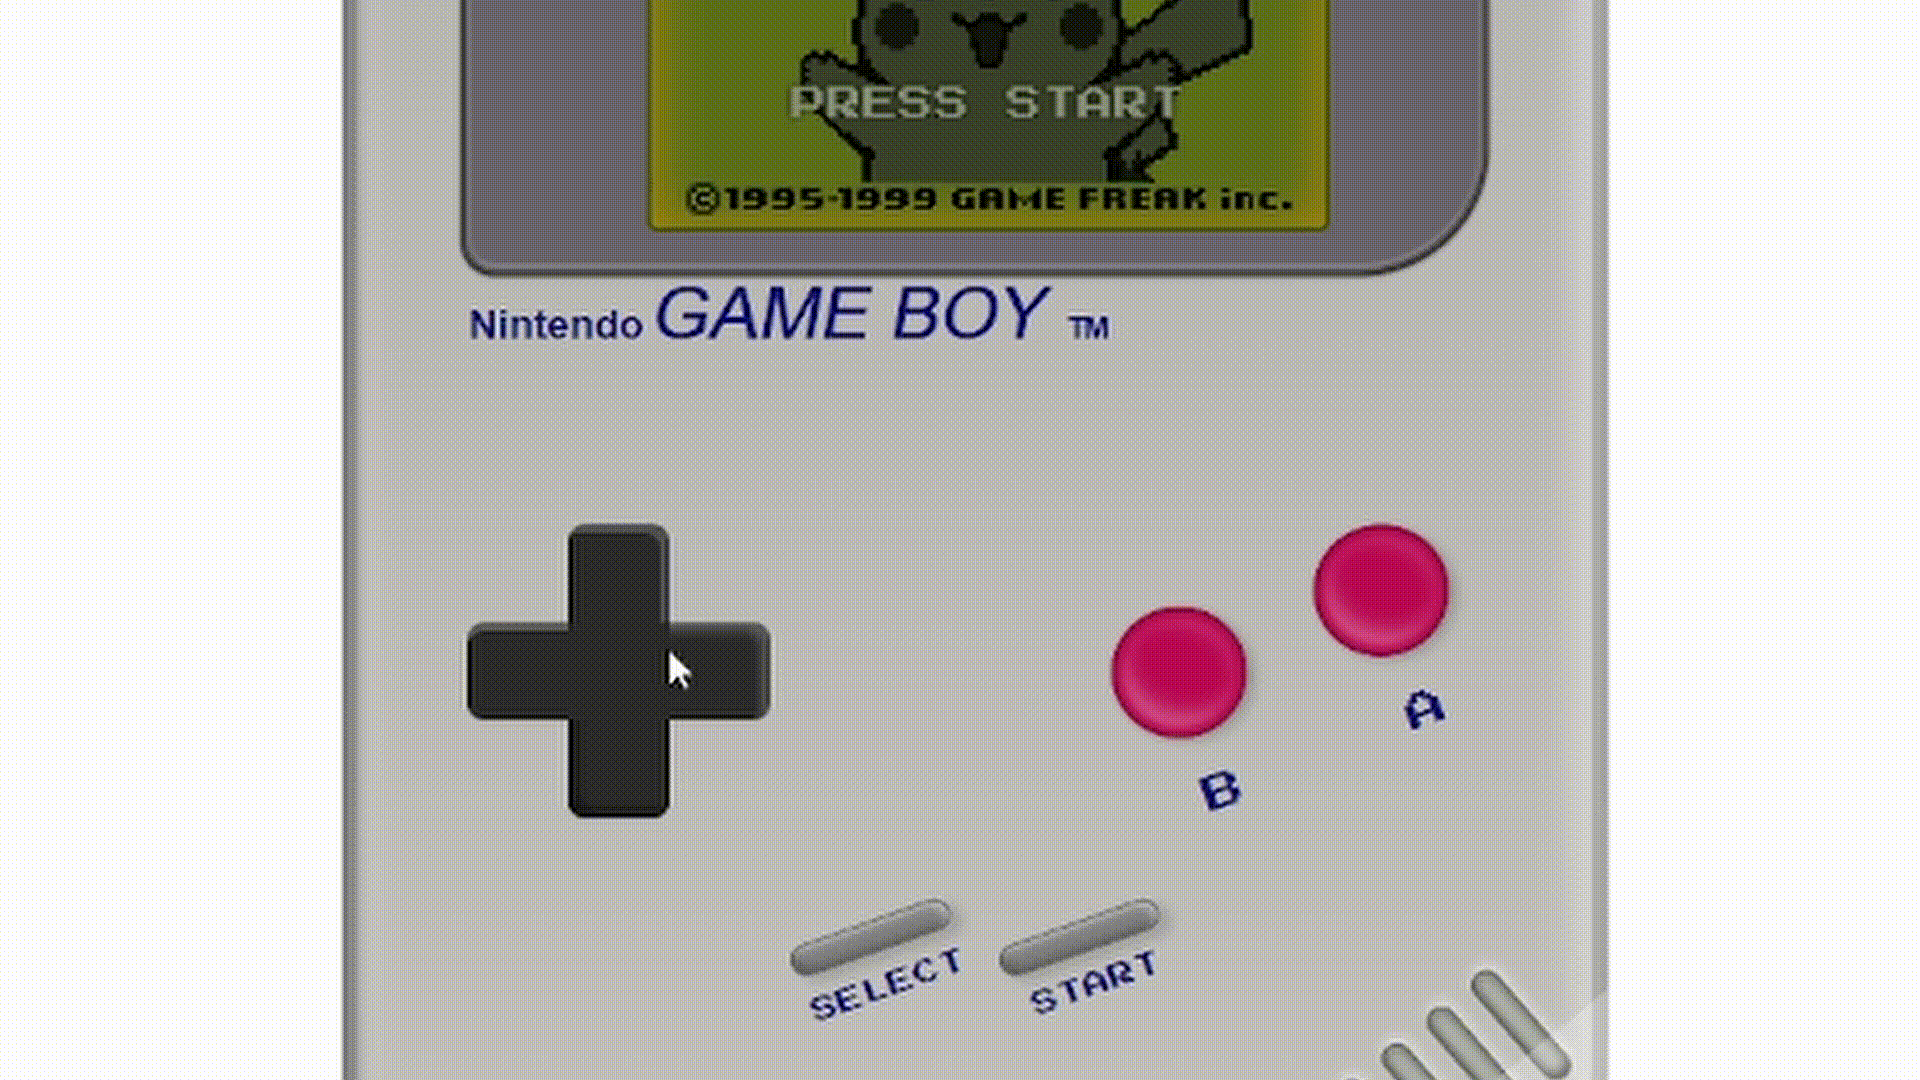 PRESS START
©1995-1999 GAME FREAK inc.
Nintendo GAME BOY TM
A
B
SELECT
START